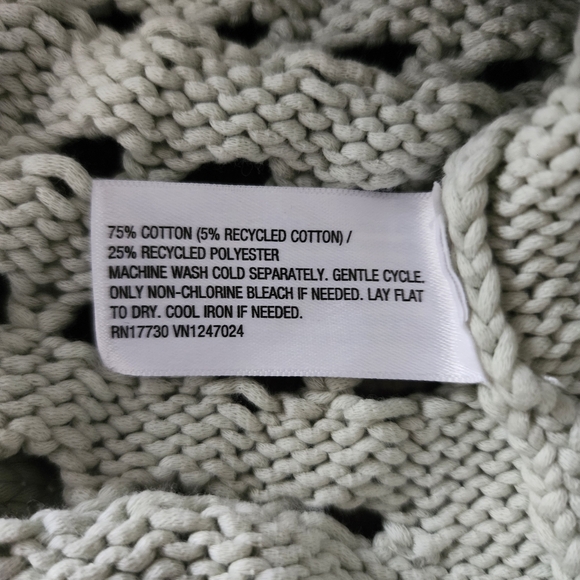 75% COTTON (5% RECYCLED COTTON) /
25% RECYCLED POLYESTER
MACHINE WASH COLD SEPARATELY. GENTLE CYCLE.
ONLY NON-CHLORINE BLEACH IF NEEDED. LAY FLAT
TO DRY. COOL IRON IF NEEDED.
RN17730 VN1247024